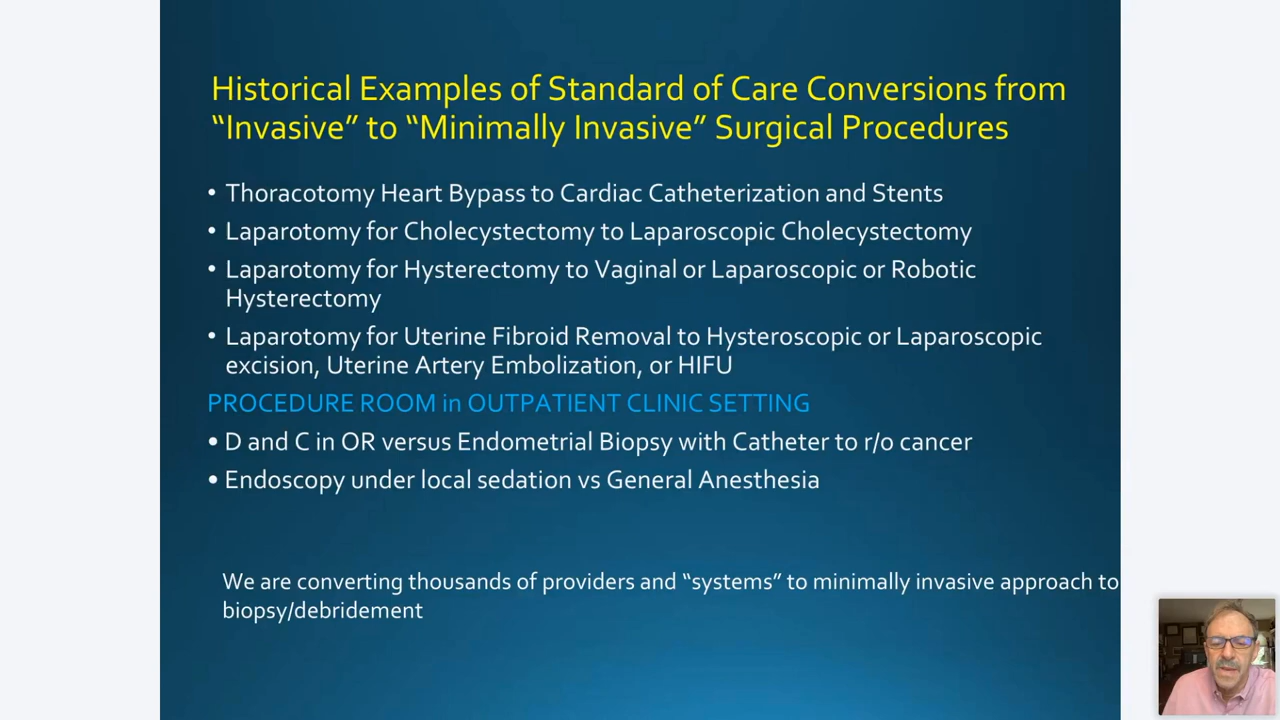 Historical Examples of Standard of Care Conversions from
“Invasive” to “Minimally Invasive” Surgical Procedures
• Thoracotomy Heart Bypass to Cardiac Catheterization and Stents
• Laparotomy for Cholecystectomy to Laparoscopic Cholecystectomy
• Laparotomy for Hysterectomy to Vaginal or Laparoscopic or Robotic
Hysterectomy
• Laparotomy for Uterine Fibroid Removal to Hysteroscopic or Laparoscopic
excision, Uterine Artery Embolization, or HIFU
PROCEDURE ROOM in OUTPATIENT CLINIC SETTING
• D and C in OR versus Endometrial Biopsy with Catheter to r/o cancer
• Endoscopy under local sedation vs General Anesthesia
We are converting thousands of providers and “systems” to minimally invasive approach to
biopsy/debridement